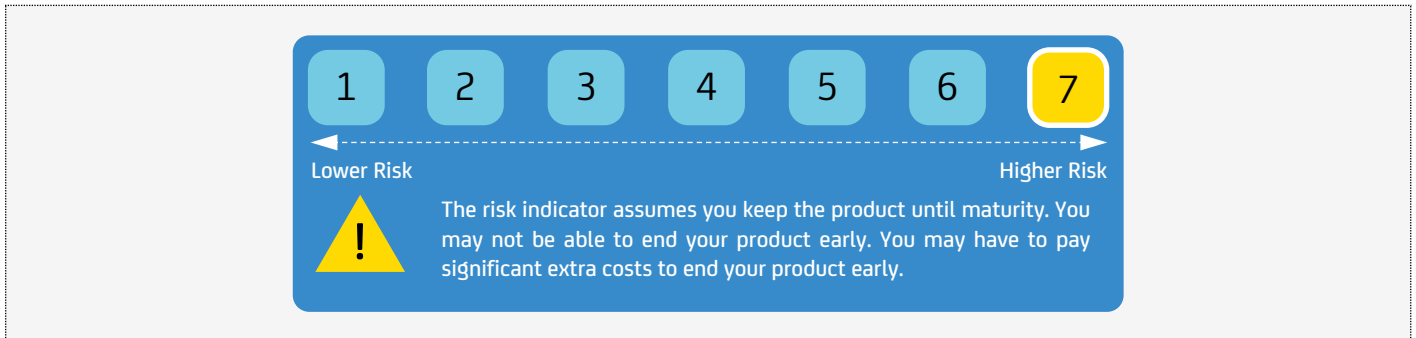 1 2 3 4 5 6 7
Lower Risk Higher Risk
!
The risk indicator assumes you keep the product until maturity. You
may not be able to end your product early. You may have to pay
significant extra costs to end your product early.